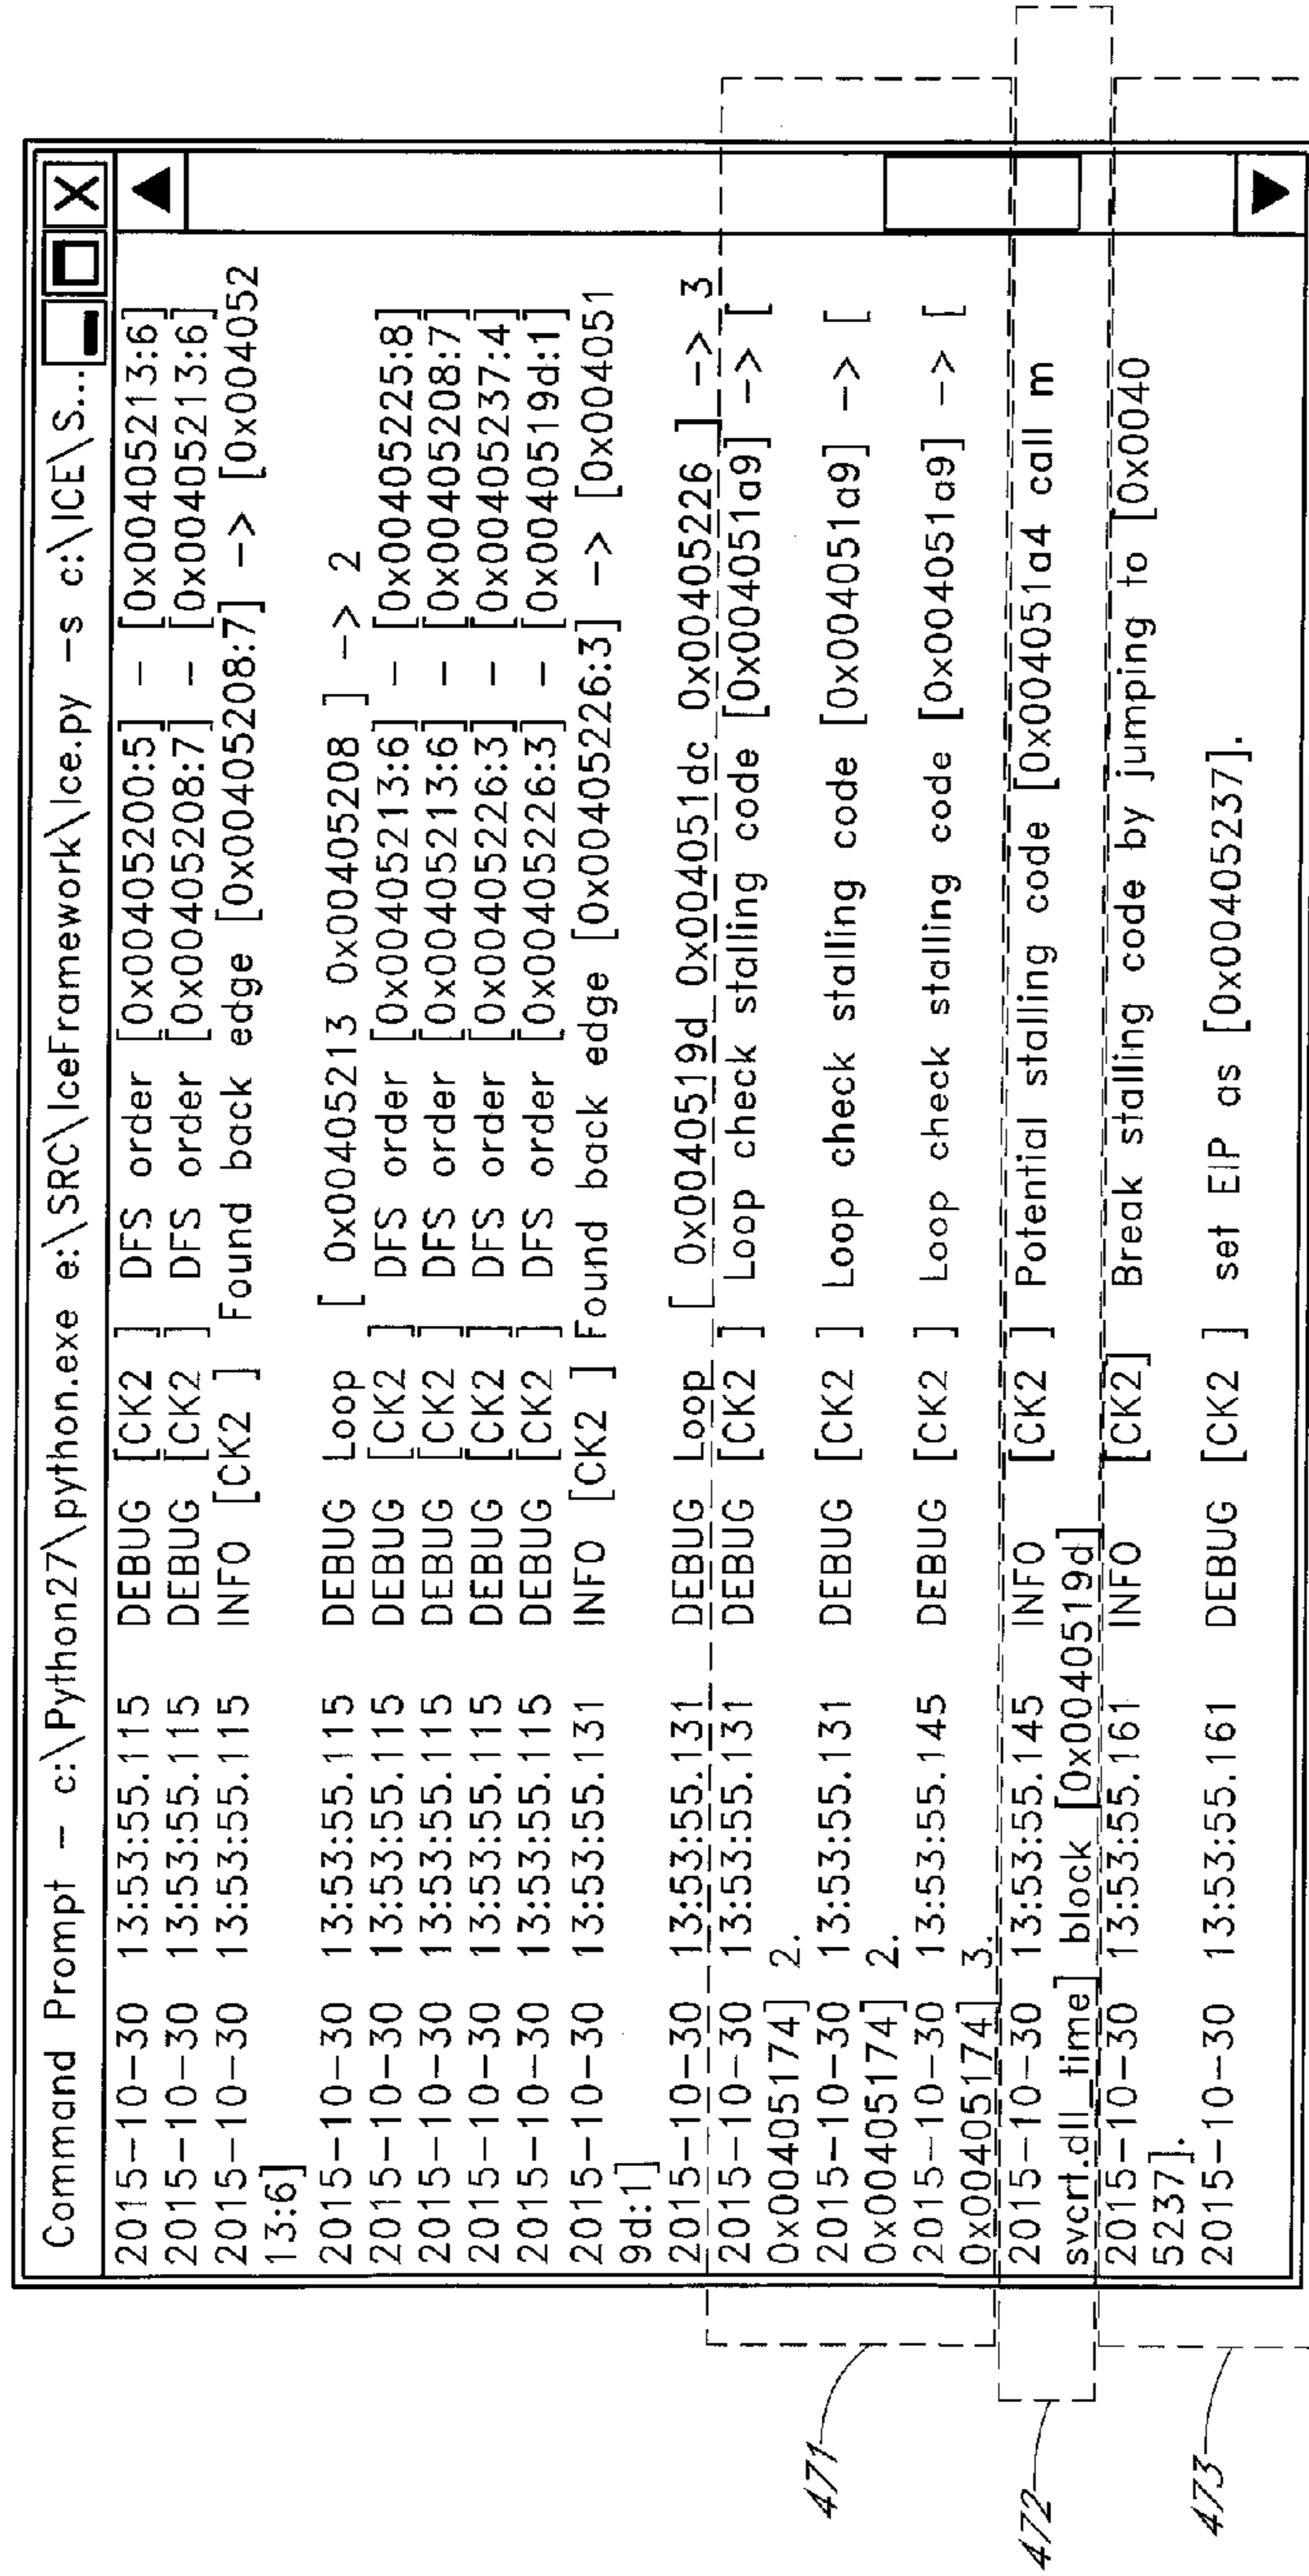 Command Prompt - c:\Python27\python.exe e:\SRC\IceFramework\Ice.py -s c:\ICE\S...
2015-10-30 13:53:55.115 DEBUG [CK2 ] DFS order [0x00405200:5] - [0x00405213:6]
2015-10-30 13:53:55.115 DEBUG [CK2 ] DFS order [0x00405208:7] - [0x00405213:6]
2015-10-30 13:53:55.115 INFO [CK2 ] Found back edge [0x00405208:7] -> [0x004052
13:6]
2015-10-30 13:53:55.115 DEBUG Loop [ 0x00405213 0x00405208 ] -> 2
2015-10-30 13:53:55.115 DEBUG [CK2 ] DFS order [0x00405213:6] - [0x00405225:8]
2015-10-30 13:53:55.115 DEBUG [CK2 ] DFS order [0x00405213:6] - [0x00405208:7]
2015-10-30 13:53:55.115 DEBUG [CK2 ] DFS order [0x00405226:3] - [0x00405237:4]
2015-10-30 13:53:55.115 DEBUG [CK2 ] DFS order [0x00405226:3] - [0x0040519d:1]
2015-10-30 13:53:55.131 INFO [CK2 ] Found back edge [0x00405226:3] -> [0x004051
9d:1]
2015-10-30 13:53:55.131 DEBUG Loop [ 0x0040519d 0x004051dc 0x00405226 ] -> 3
2015-10-30 13:53:55.131 DEBUG [CK2 ] Loop check stalling code [0x004051a9] -> [
0x00405174] 2.
2015-10-30 13:53:55.131 DEBUG [CK2 ] Loop check stalling code [0x004051a9] -> [
0x00405174] 2.
2015-10-30 13:53:55.145 DEBUG [CK2 ] Loop check stalling code [0x004051a9] -> [
0x00405174] 3.
2015-10-30 13:53:55.145 INFO [CK2 ] Potential stalling code [0x004051a4 call m
svcrt.dll_time] block [0x0040519d]
2015-10-30 13:53:55.161 INFO [CK2] Break stalling code by jumping to [0x0040
5237].
2015-10-30 13:53:55.161 DEBUG [CK2 ] set EIP as [0x00405237].
471
472
473